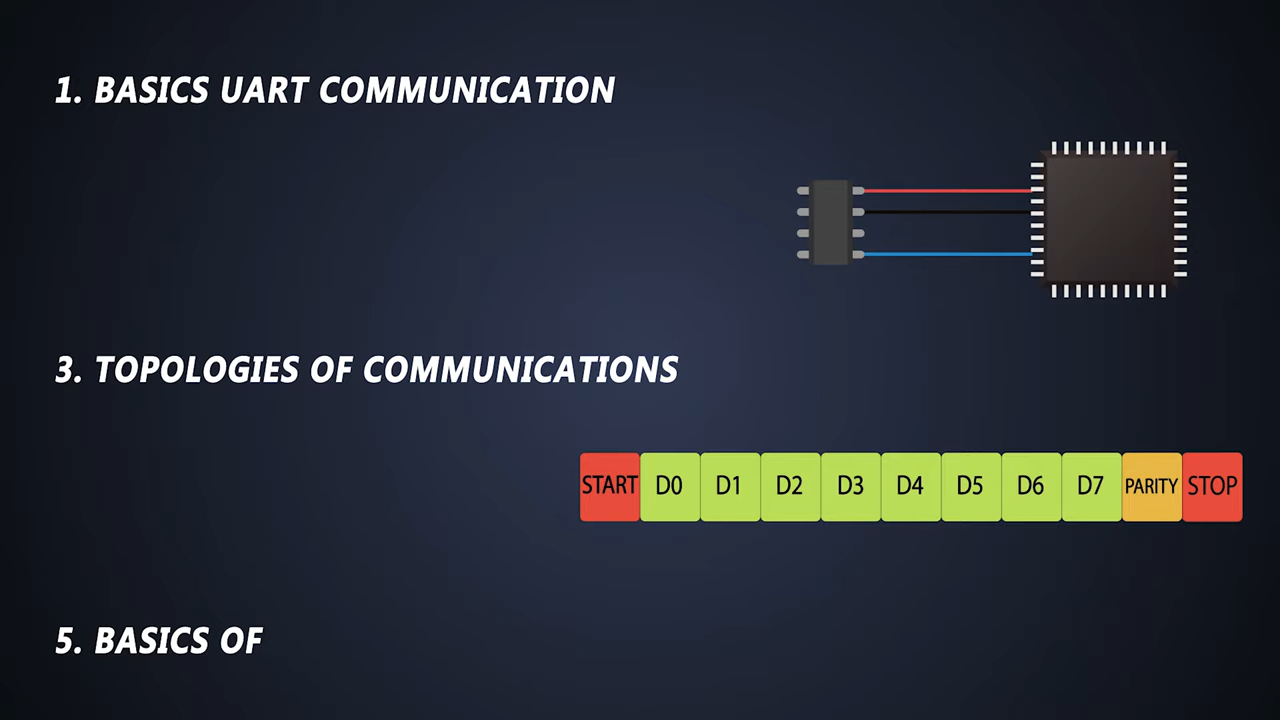 1. BASICS UART COMMUNICATION
3. TOPOLOGIES OF COMMUNICATIONS
START D0 D1 D2 D3 D4 D5 D6 D7 PARITY STOP
5. BASICS OF